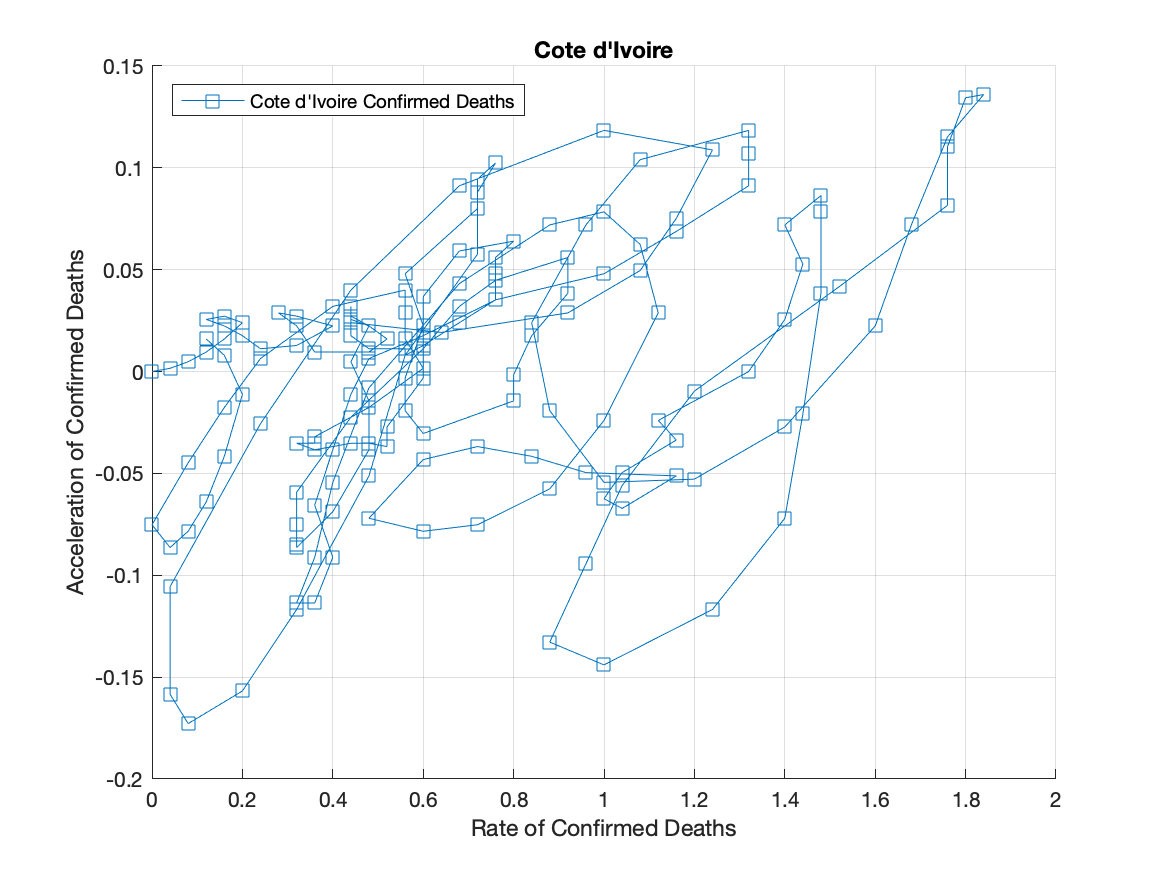 Cote d'Ivoire
Cote d'Ivoire Confirmed Deaths
Acceleration of Confirmed Deaths
0.15
0.1
0.05
0
-0.05
-0.1
-0.15
-0.2
0 0.2 0.4 0.6 0.8 1 1.2 1.4 1.6 1.8 2
Rate of Confirmed Deaths